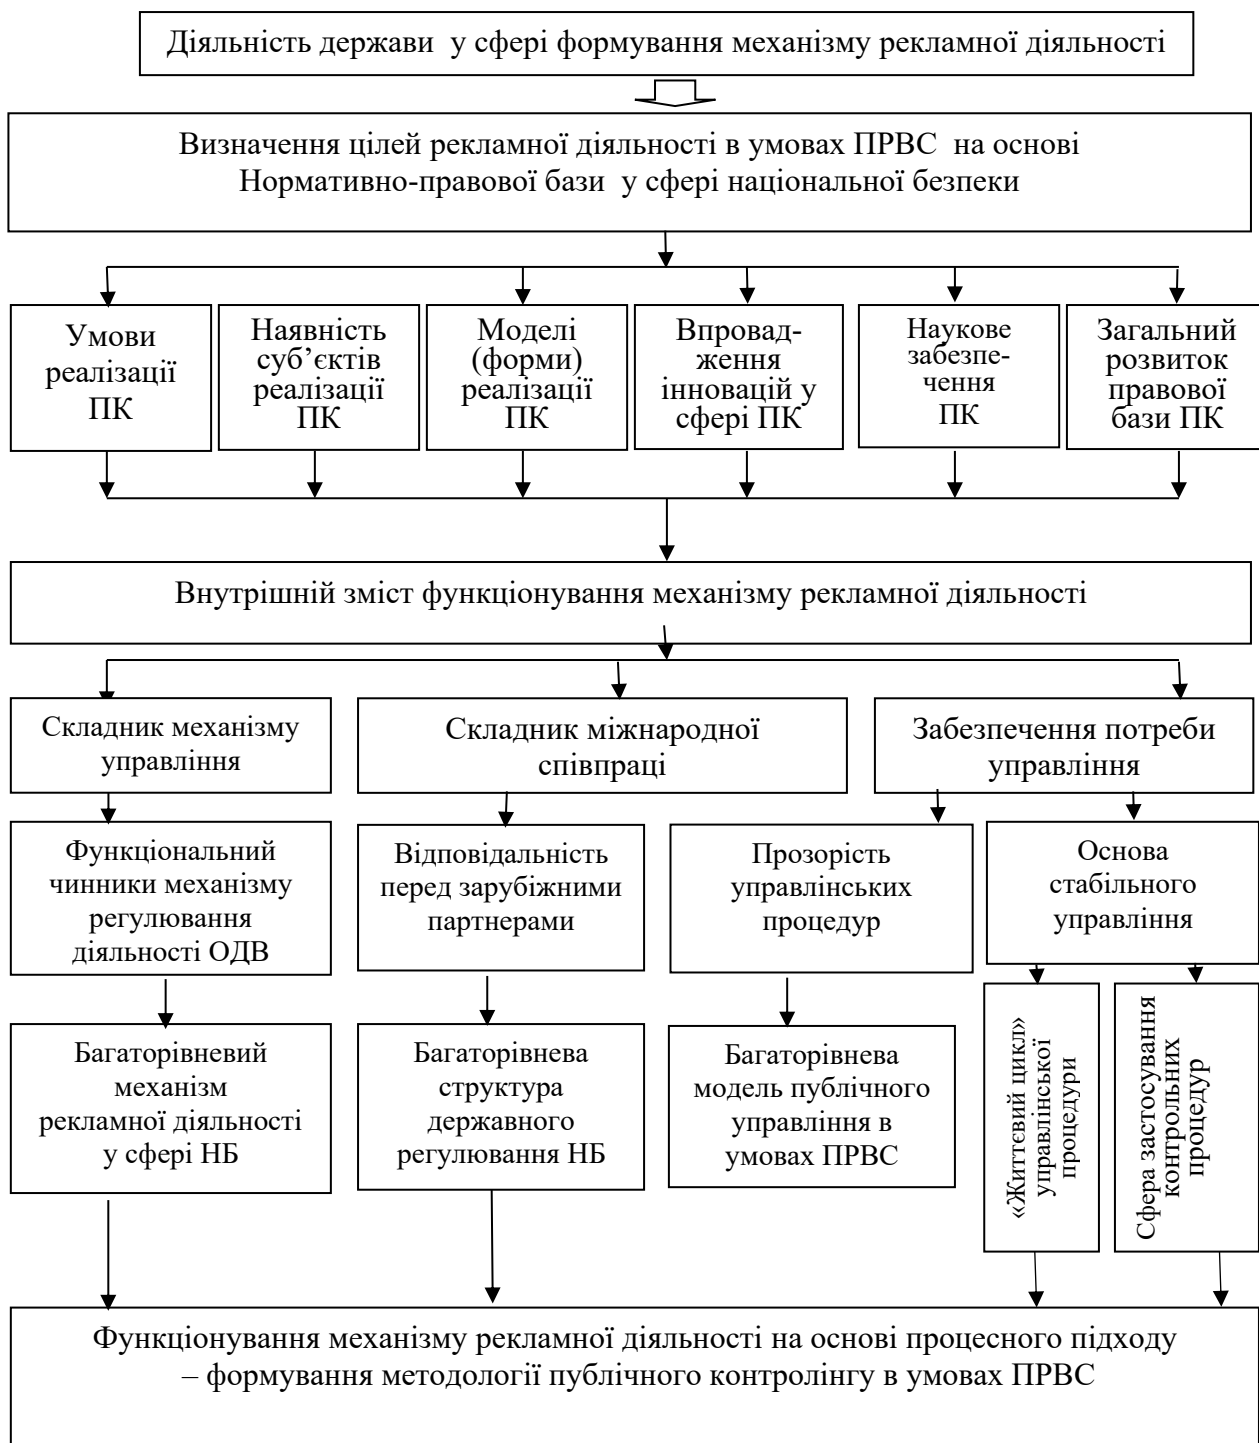 Діяльність держави у сфері формування механізму рекламної діяльності
Визначення цілей рекламної діяльності в умовах ПРВС на основі
Нормативно-правової бази у сфері національної безпеки
Умови
реалізації
ПК
Наявність
суб’єктів
реалізації
ПК
Моделі
(форми)
реалізації
ПК
Впровад-
ження
інновацій у
сфері ПК
Наукове
забезпе-
чення
ПК
Загальний
розвиток
правової
бази ПК
Внутрішній зміст функціонування механізму рекламної діяльності
Складник механізму
управління
Складник міжнародної
співпраці
Забезпечення потреби
управління
Функціональний
чинники механізму
регулювання
діяльності ОДВ
Відповідальність
перед зарубіжними
партнерами
Прозорість
управлінських
процедур
Основа
стабільного
управління
Багаторівневий
механізм
рекламної діяльності
у сфері НБ
Багаторівнева
структура
державного
регулювання НБ
Багаторівнева
модель публічного
управління в
умовах ПРВС
«Життєвий цикл»
управлінської
процедури
Сфера застосування
контрольних
процедур
Функціонування механізму рекламної діяльності на основі процесного підходу
– формування методології публічного контролінгу в умовах ПРВС